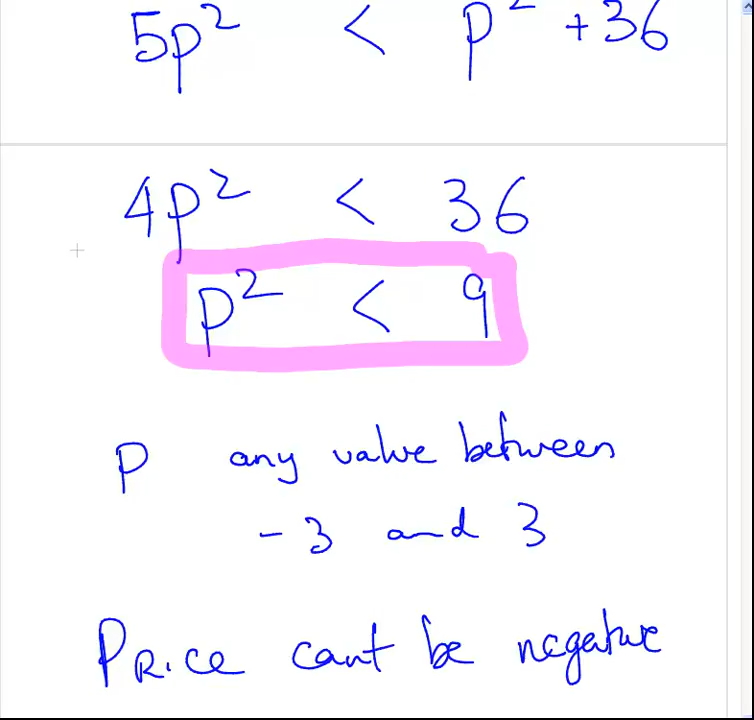 5p² < p² + 36
4p² < 36
p² < 9
P any value between
-3 and 3
PRice cant be negative